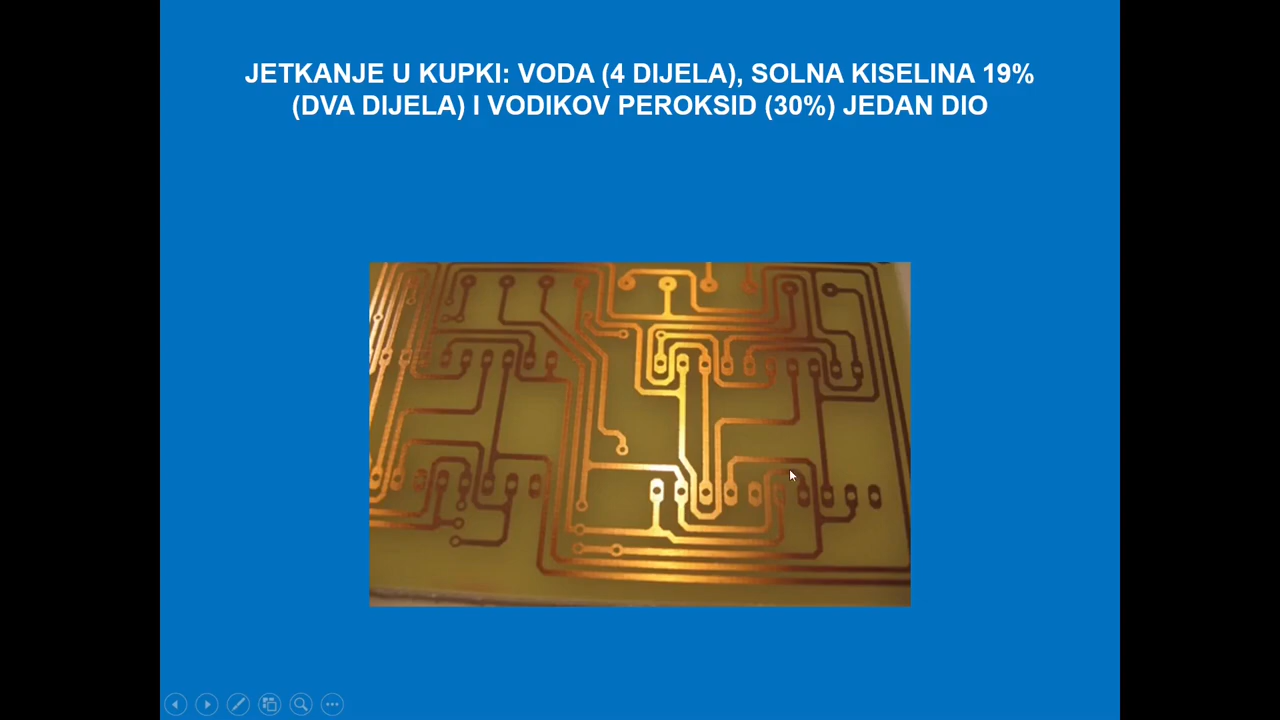 JETKANJE U KUPKI: VODA (4 DIJELA), SOLNA KISELINA 19%
(DVA DIJELA) I VODIKOV PEROKSID (30%) JEDAN DIO